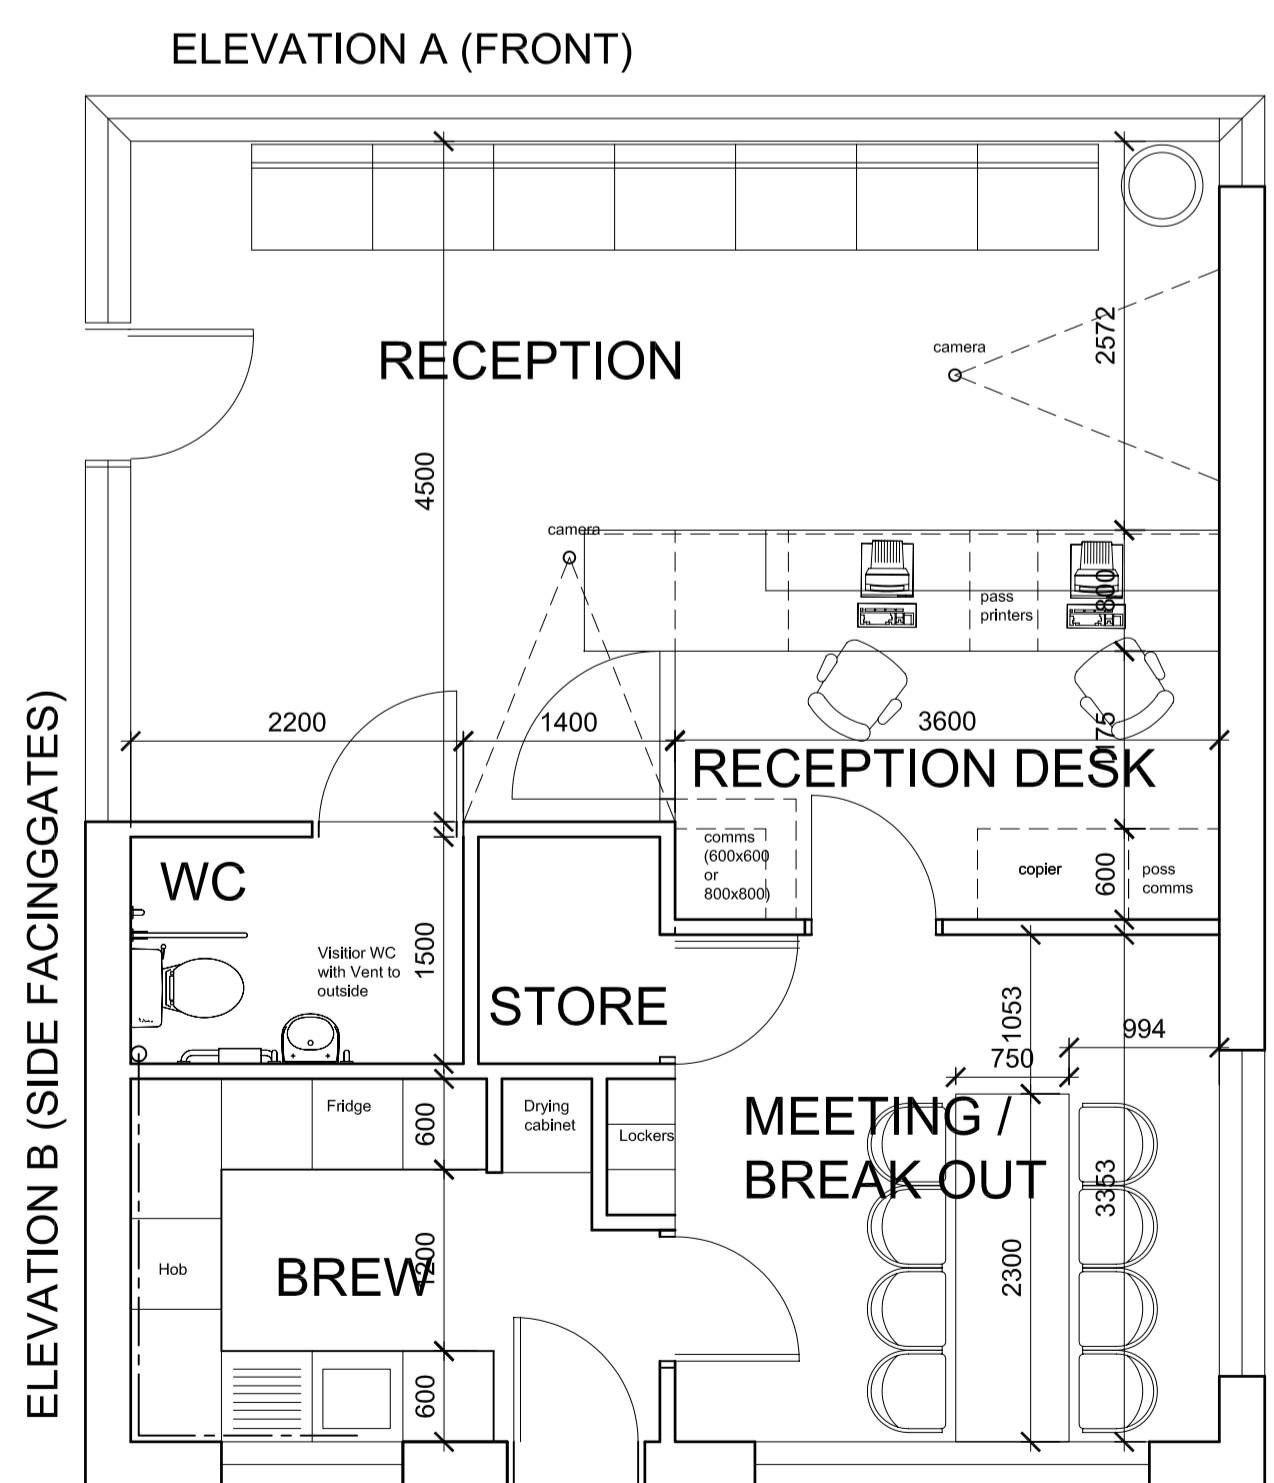 ELEVATION A (FRONT)
2572
camera
RECEPTION
4500
camera
800
pass
printers
ELEVATION B (SIDE FACINGGATES)
2200
1400
3600
1175
RECEPTION DESK
comms
(600x600
or
800x800)
copier
600
poss
comms
WC
Visitior WC
with Vent to
outside
1500
STORE
1053
994
750
Fridge
600
Drying
cabinet
Lockers
MEETING /
BREAK OUT
3353
Hob
BREW
1200
2300
600